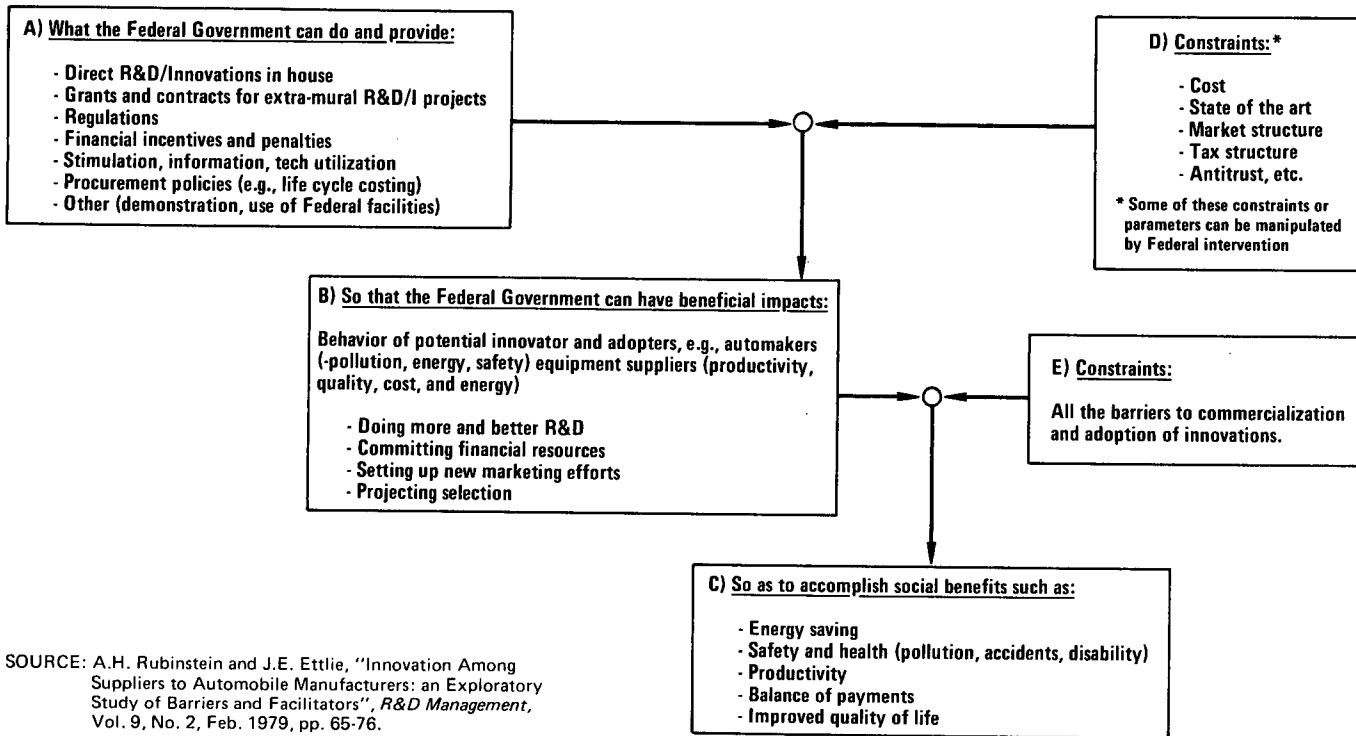 A) What the Federal Government can do and provide:
- Direct R&D/Innovations in house
- Grants and contracts for extra-mural R&D/I projects
- Regulations
- Financial incentives and penalties
- Stimulation, information, tech utilization
- Procurement policies (e.g., life cycle costing)
- Other (demonstration, use of Federal facilities)
D) Constraints:*
- Cost
- State of the art
- Market structure
- Tax structure
- Antitrust, etc.
* Some of these constraints or
parameters can be manipulated
by Federal intervention
B) So that the Federal Government can have beneficial impacts:
Behavior of potential innovator and adopters, e.g., automakers
(-pollution, energy, safety) equipment suppliers (productivity,
quality, cost, and energy)
- Doing more and better R&D
- Committing financial resources
- Setting up new marketing efforts
- Projecting selection
E) Constraints:
All the barriers to commercialization
and adoption of innovations.
C) So as to accomplish social benefits such as:
- Energy saving
- Safety and health (pollution, accidents, disability)
- Productivity
- Balance of payments
- Improved quality of life
SOURCE: A.H. Rubinstein and J.E. Ettlie, "Innovation Among
Suppliers to Automobile Manufacturers: an Exploratory
Study of Barriers and Facilitators", R&D Management,
Vol. 9, No. 2, Feb. 1979, pp. 65-76.